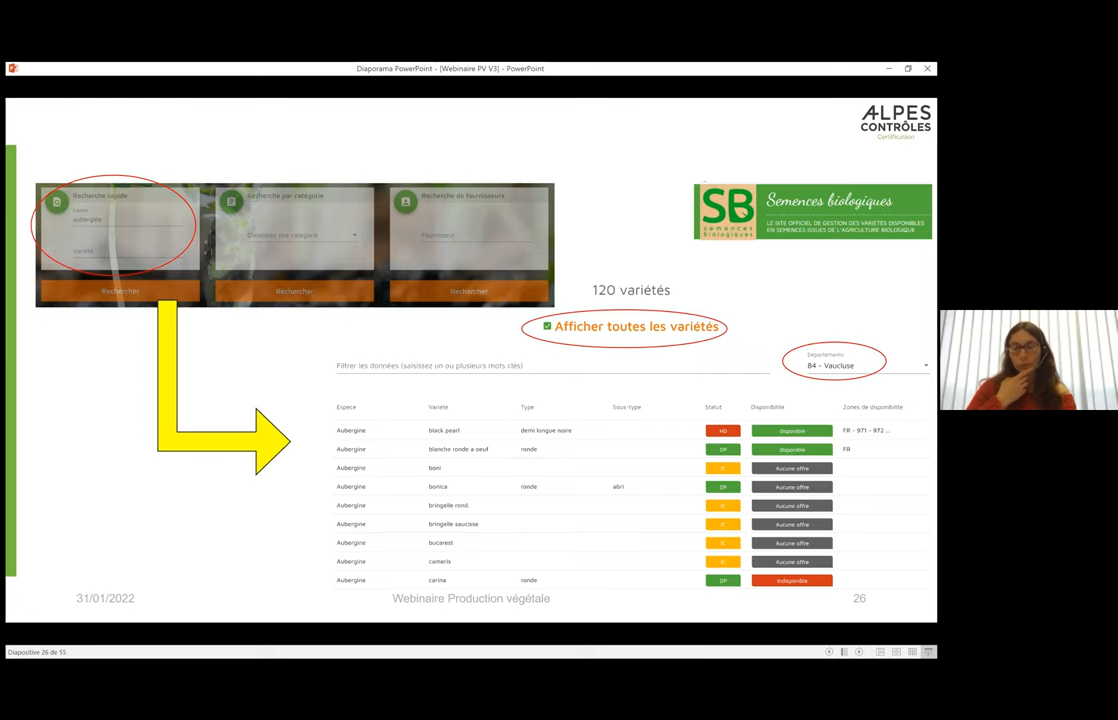 Diaporama PowerPoint - [Webinaire PV V3] - PowerPoint
ALPES
CONTRÔLES
Certification
Recherche rapide
Espèce
aubergine
Variété
Rechercher
Recherche par catégorie
Choisissez une catégorie
Rechercher
Recherche de fournisseurs
Fournisseur
Rechercher
SB
semences
biologiques
Semences biologiques
LE SITE OFFICIEL DE GESTION DES VARIÉTÉS DISPONIBLES
EN SEMENCES ISSUES DE L'AGRICULTURE BIOLOGIQUE
120 variétés
Afficher toutes les variétés
Filtrer les données (saisissez un ou plusieurs mots clés)
Départements
84 - Vaucluse
Espèce Variété Type Sous-type Statut Disponibilité Zones de disponibilité
Aubergine black pearl demi longue noire HD disponible FR - 971 - 972 ...
Aubergine blanche ronde a oeuf ronde DP disponible FR
Aubergine boni IC Aucune offre
Aubergine bonica ronde abri DP Aucune offre
Aubergine bringelle rond. IC Aucune offre
Aubergine bringelle saucisse IC Aucune offre
Aubergine bucarest IC Aucune offre
Aubergine cameris IC Aucune offre
Aubergine carina ronde DP Indisponible
31/01/2022
Webinaire Production végétale
26
Diapositive 26 de 55